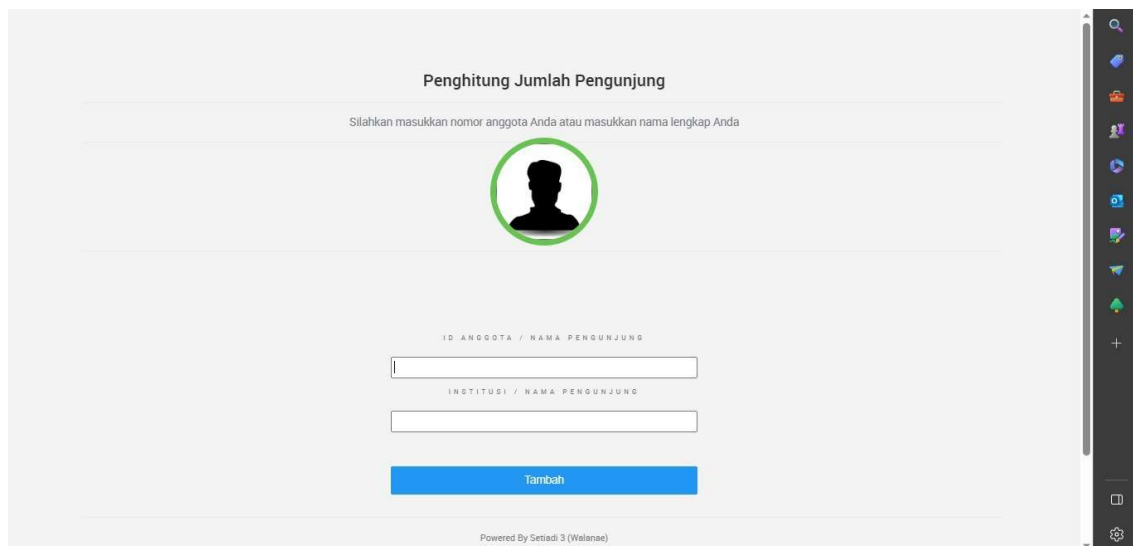 Penghitung Jumlah Pengunjung
Silahkan masukkan nomor anggota Anda atau masukkan nama lengkap Anda
ID ANGGOTA / NAMA PENGUNJUNG
INSTITUSI / NAMA PENGUNJUNG
Tambah
Powered By Setiadi 3 (Walanae)